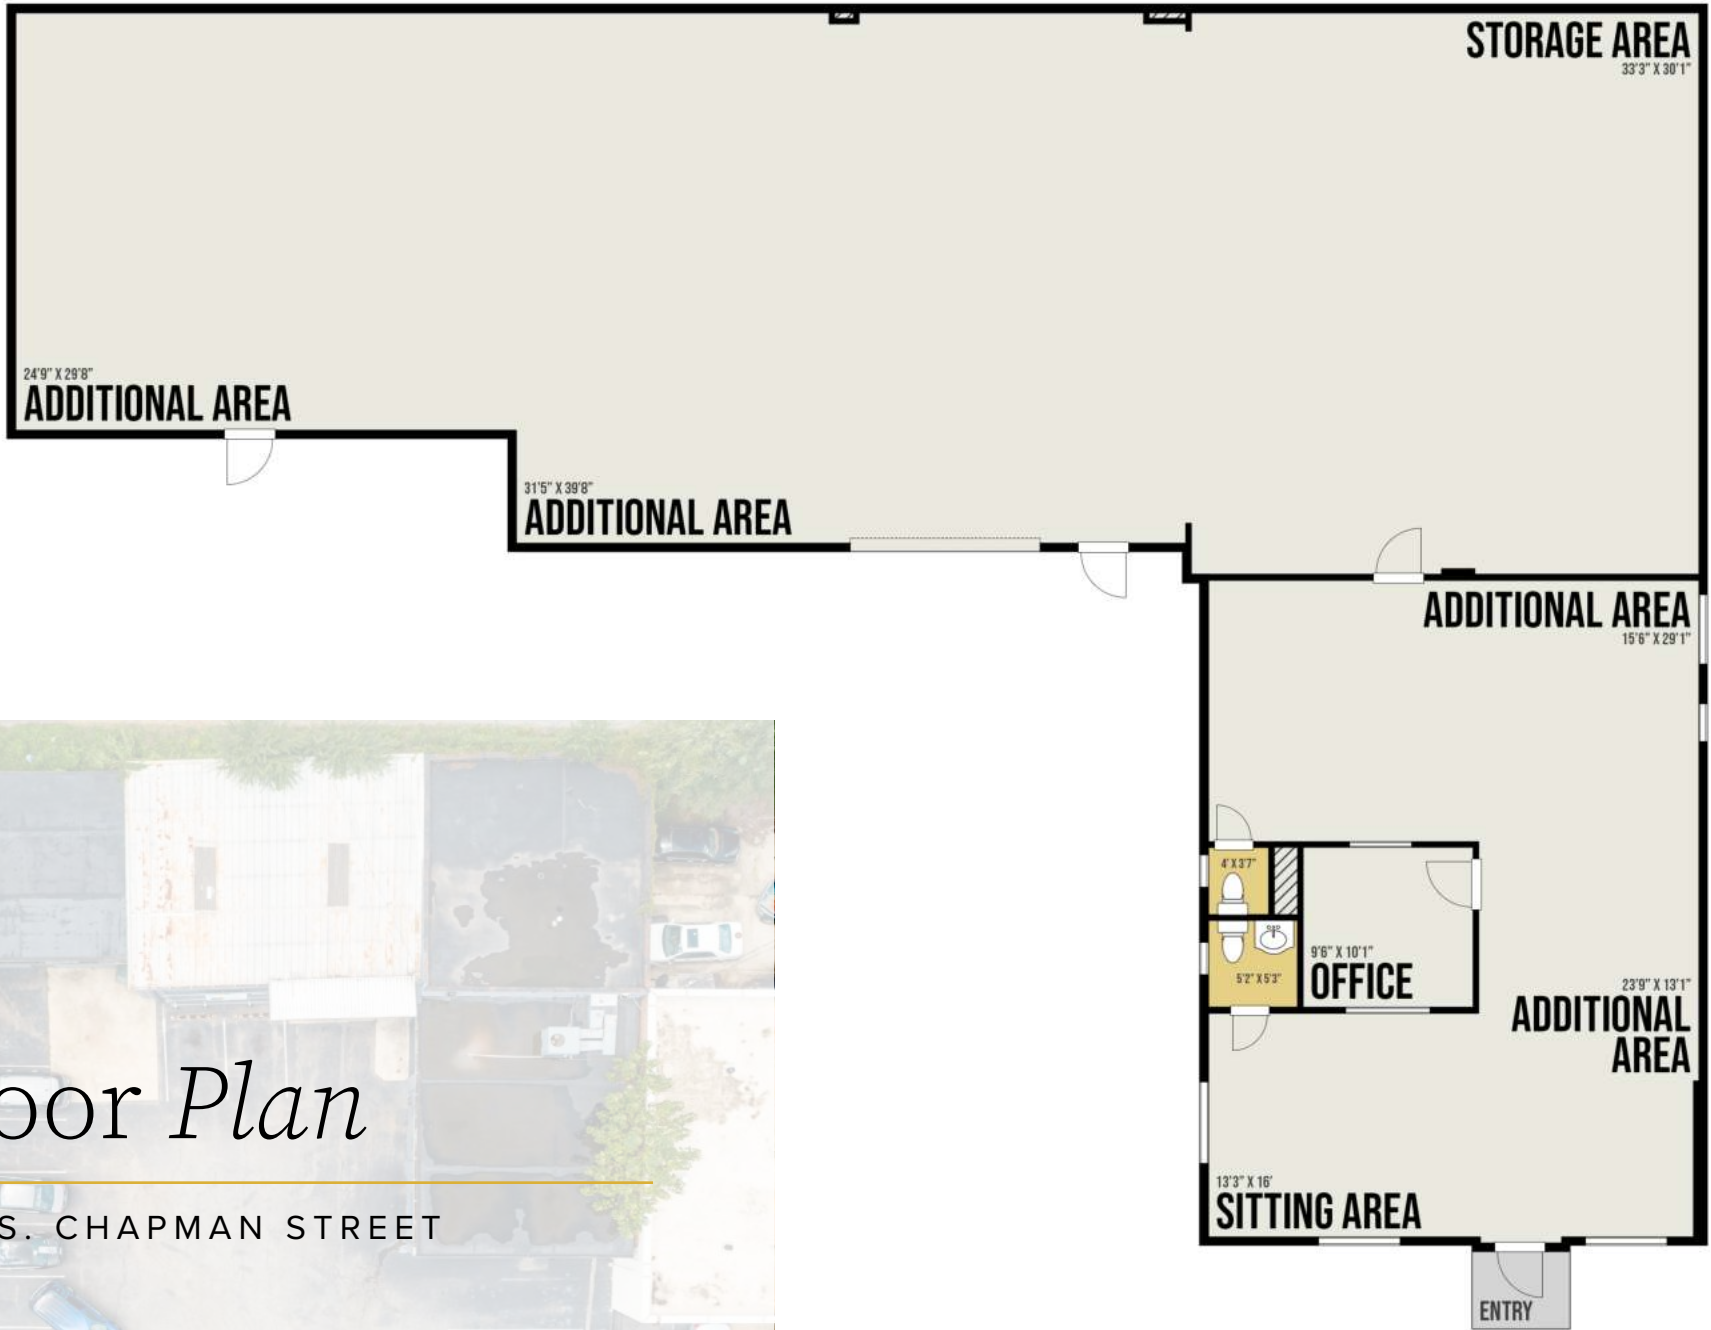 STORAGE AREA
33'3" X 30'1"
24'9" X 29'8"
ADDITIONAL AREA
31'5" X 39'8"
ADDITIONAL AREA
ADDITIONAL AREA
15'6" X 29'1"
4' X 3'7"
5'2" X 5'3"
9'6" X 10'1"
OFFICE
23'9" X 13'1"
ADDITIONAL
AREA
13'3" X 16'
SITTING AREA
ENTRY
oor Plan
S. CHAPMAN STREET